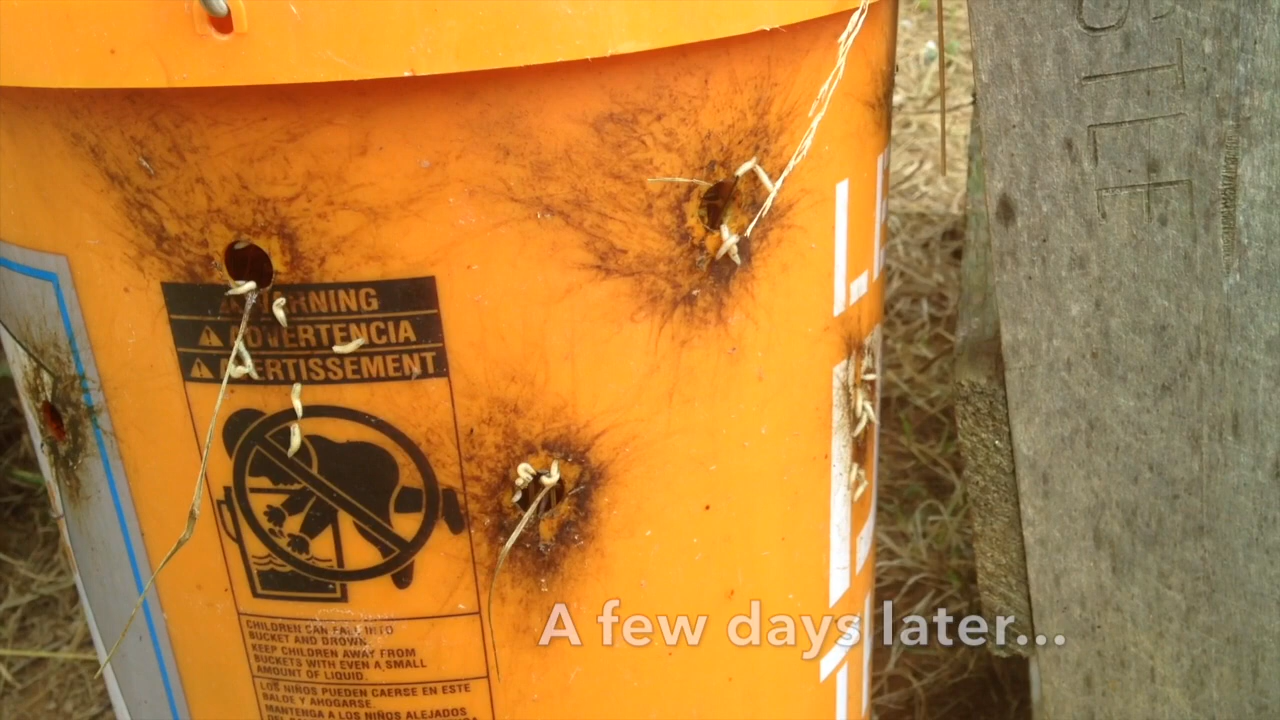 WARNING
ADVERTENCIA
AVERTISSEMENT
CHILDREN CAN FALL INTO
BUCKET AND DROWN.
KEEP CHILDREN AWAY FROM
BUCKETS WITH EVEN A SMALL
AMOUNT OF LIQUID.
LOS NIÑOS PUEDEN CAERSE EN ESTE
BALDE Y AHOGARSE.
MANTENGA A LOS NIÑOS ALEJADOS
A few days later...